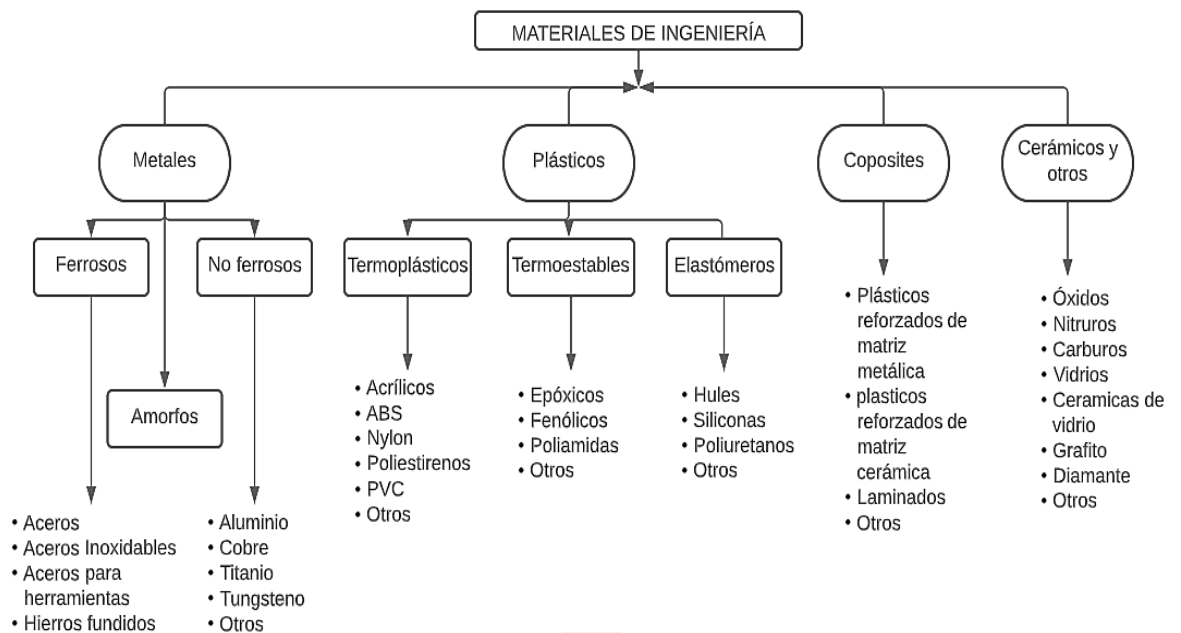 MATERIALES DE INGENIERÍA
Metales
Plásticos
Coposites
Cerámicos y
otros
Ferrosos
No ferrosos
Termoplásticos
Termoestables
Elastómeros
Amorfos
• Aceros
• Aceros Inoxidables
• Aceros para
herramientas
• Hierros fundidos
• Aluminio
• Cobre
• Titanio
• Tungsteno
• Otros
• Acrílicos
• ABS
• Nylon
• Poliestirenos
• PVC
• Otros
• Epóxicos
• Fenólicos
• Poliamidas
• Otros
• Hules
• Siliconas
• Poliuretanos
• Otros
• Plásticos
reforzados de
matriz
metálica
• plasticos
reforzados de
matriz
cerámica
• Laminados
• Otros
• Óxidos
• Nitruros
• Carburos
• Vidrios
• Ceramicas de
vidrio
• Grafito
• Diamante
• Otros